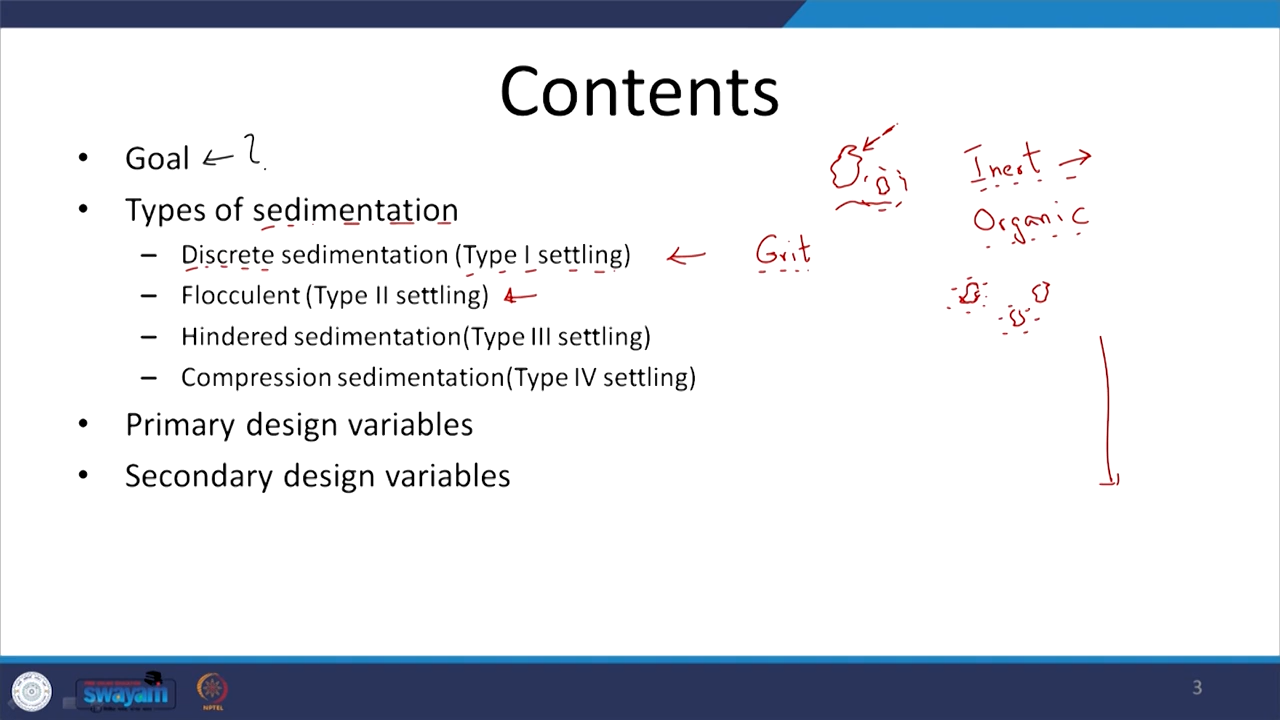 Contents
• Goal ← ?
• Types of sedimentation
– Discrete sedimentation (Type I settling) ← Grit
– Flocculent (Type II settling) ←
– Hindered sedimentation(Type III settling)
– Compression sedimentation(Type IV settling)
• Primary design variables
• Secondary design variables
Inert →
Organic
swayam
NPTEL
3